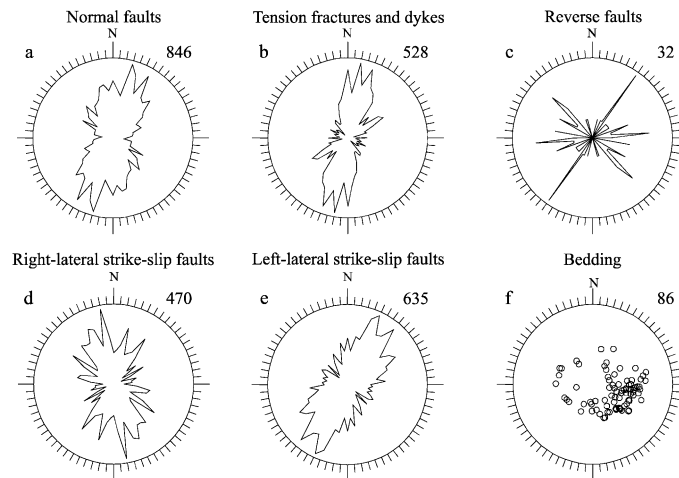 Normal faults
Tension fractures and dykes
Reverse faults
a
N
846
b
N
528
c
N
32
Right-lateral strike-slip faults
Left-lateral strike-slip faults
Bedding
d
N
470
e
N
635
f
N
86